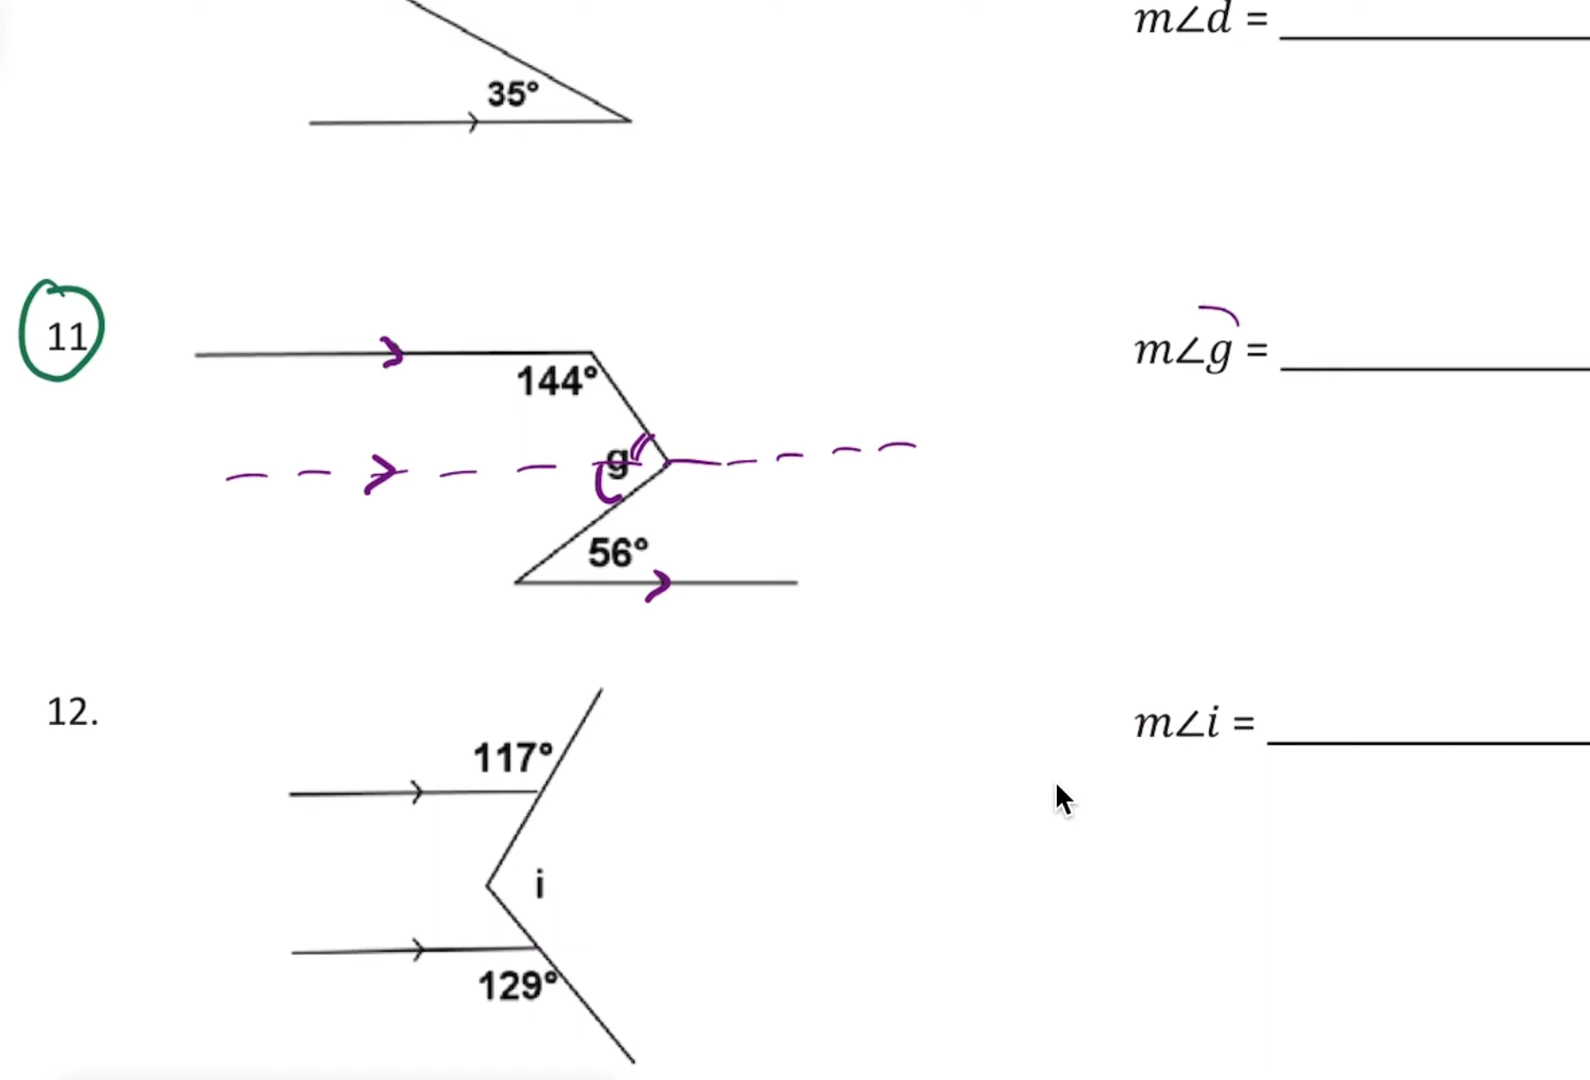 m∠d =
35°
11
144°
m∠g =
g
56°
12.
117°
m∠i =
i
129°